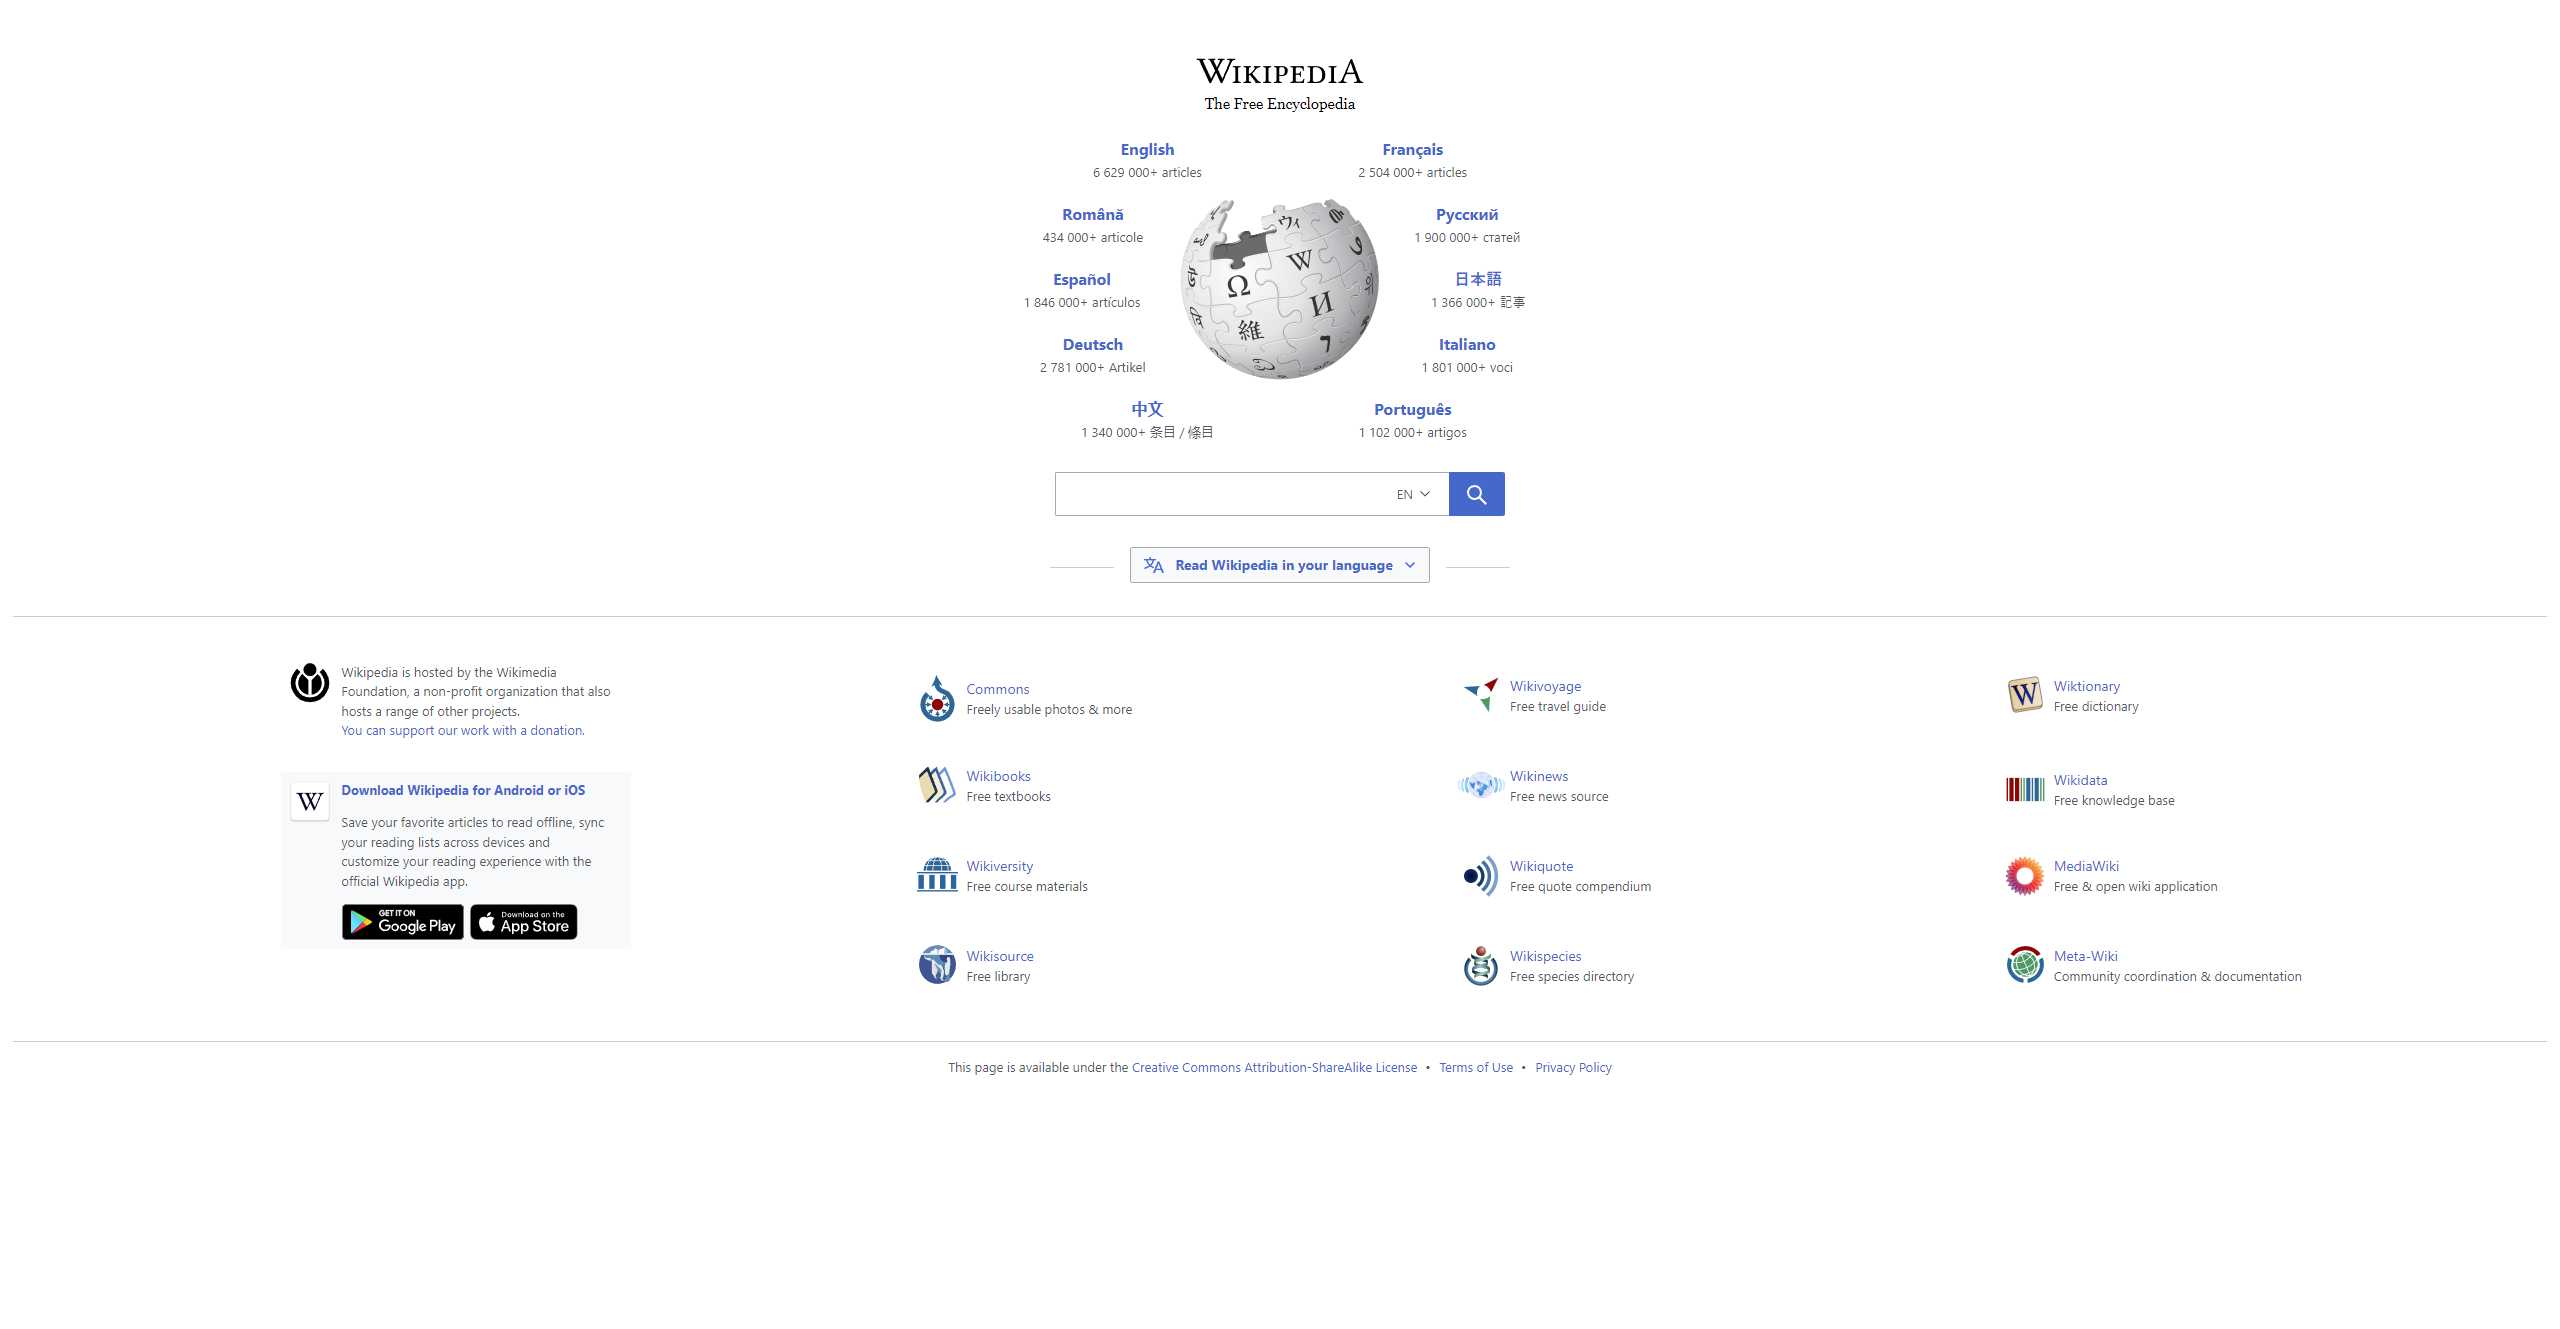 WIKIPEDIA
The Free Encyclopedia
English
6 629 000+ articles
Français
2 504 000+ articles
Română
434 000+ articole
Русский
1 900 000+ статей
Español
1 846 000+ artículos
日本語
1 366 000+ 記事
Deutsch
2 781 000+ Artikel
Italiano
1 801 000+ voci
中文
1 340 000+ 条目 / 條目
Português
1 102 000+ artigos
Ω
W
И
維
ウィ
EN
Read Wikipedia in your language
Wikipedia is hosted by the Wikimedia
Foundation, a non-profit organization that also
hosts a range of other projects.
You can support our work with a donation.
W
Download Wikipedia for Android or iOS
Save your favorite articles to read offline, sync
your reading lists across devices and
customize your reading experience with the
official Wikipedia app.
GET IT ON
Google Play
Download on the
App Store
Commons
Freely usable photos & more
Wikivoyage
Free travel guide
W
Wiktionary
Free dictionary
Wikibooks
Free textbooks
Wikinews
Free news source
Wikidata
Free knowledge base
Wikiversity
Free course materials
Wikiquote
Free quote compendium
MediaWiki
Free & open wiki application
Wikisource
Free library
Wikispecies
Free species directory
Meta-Wiki
Community coordination & documentation
This page is available under the Creative Commons Attribution-ShareAlike License • Terms of Use • Privacy Policy